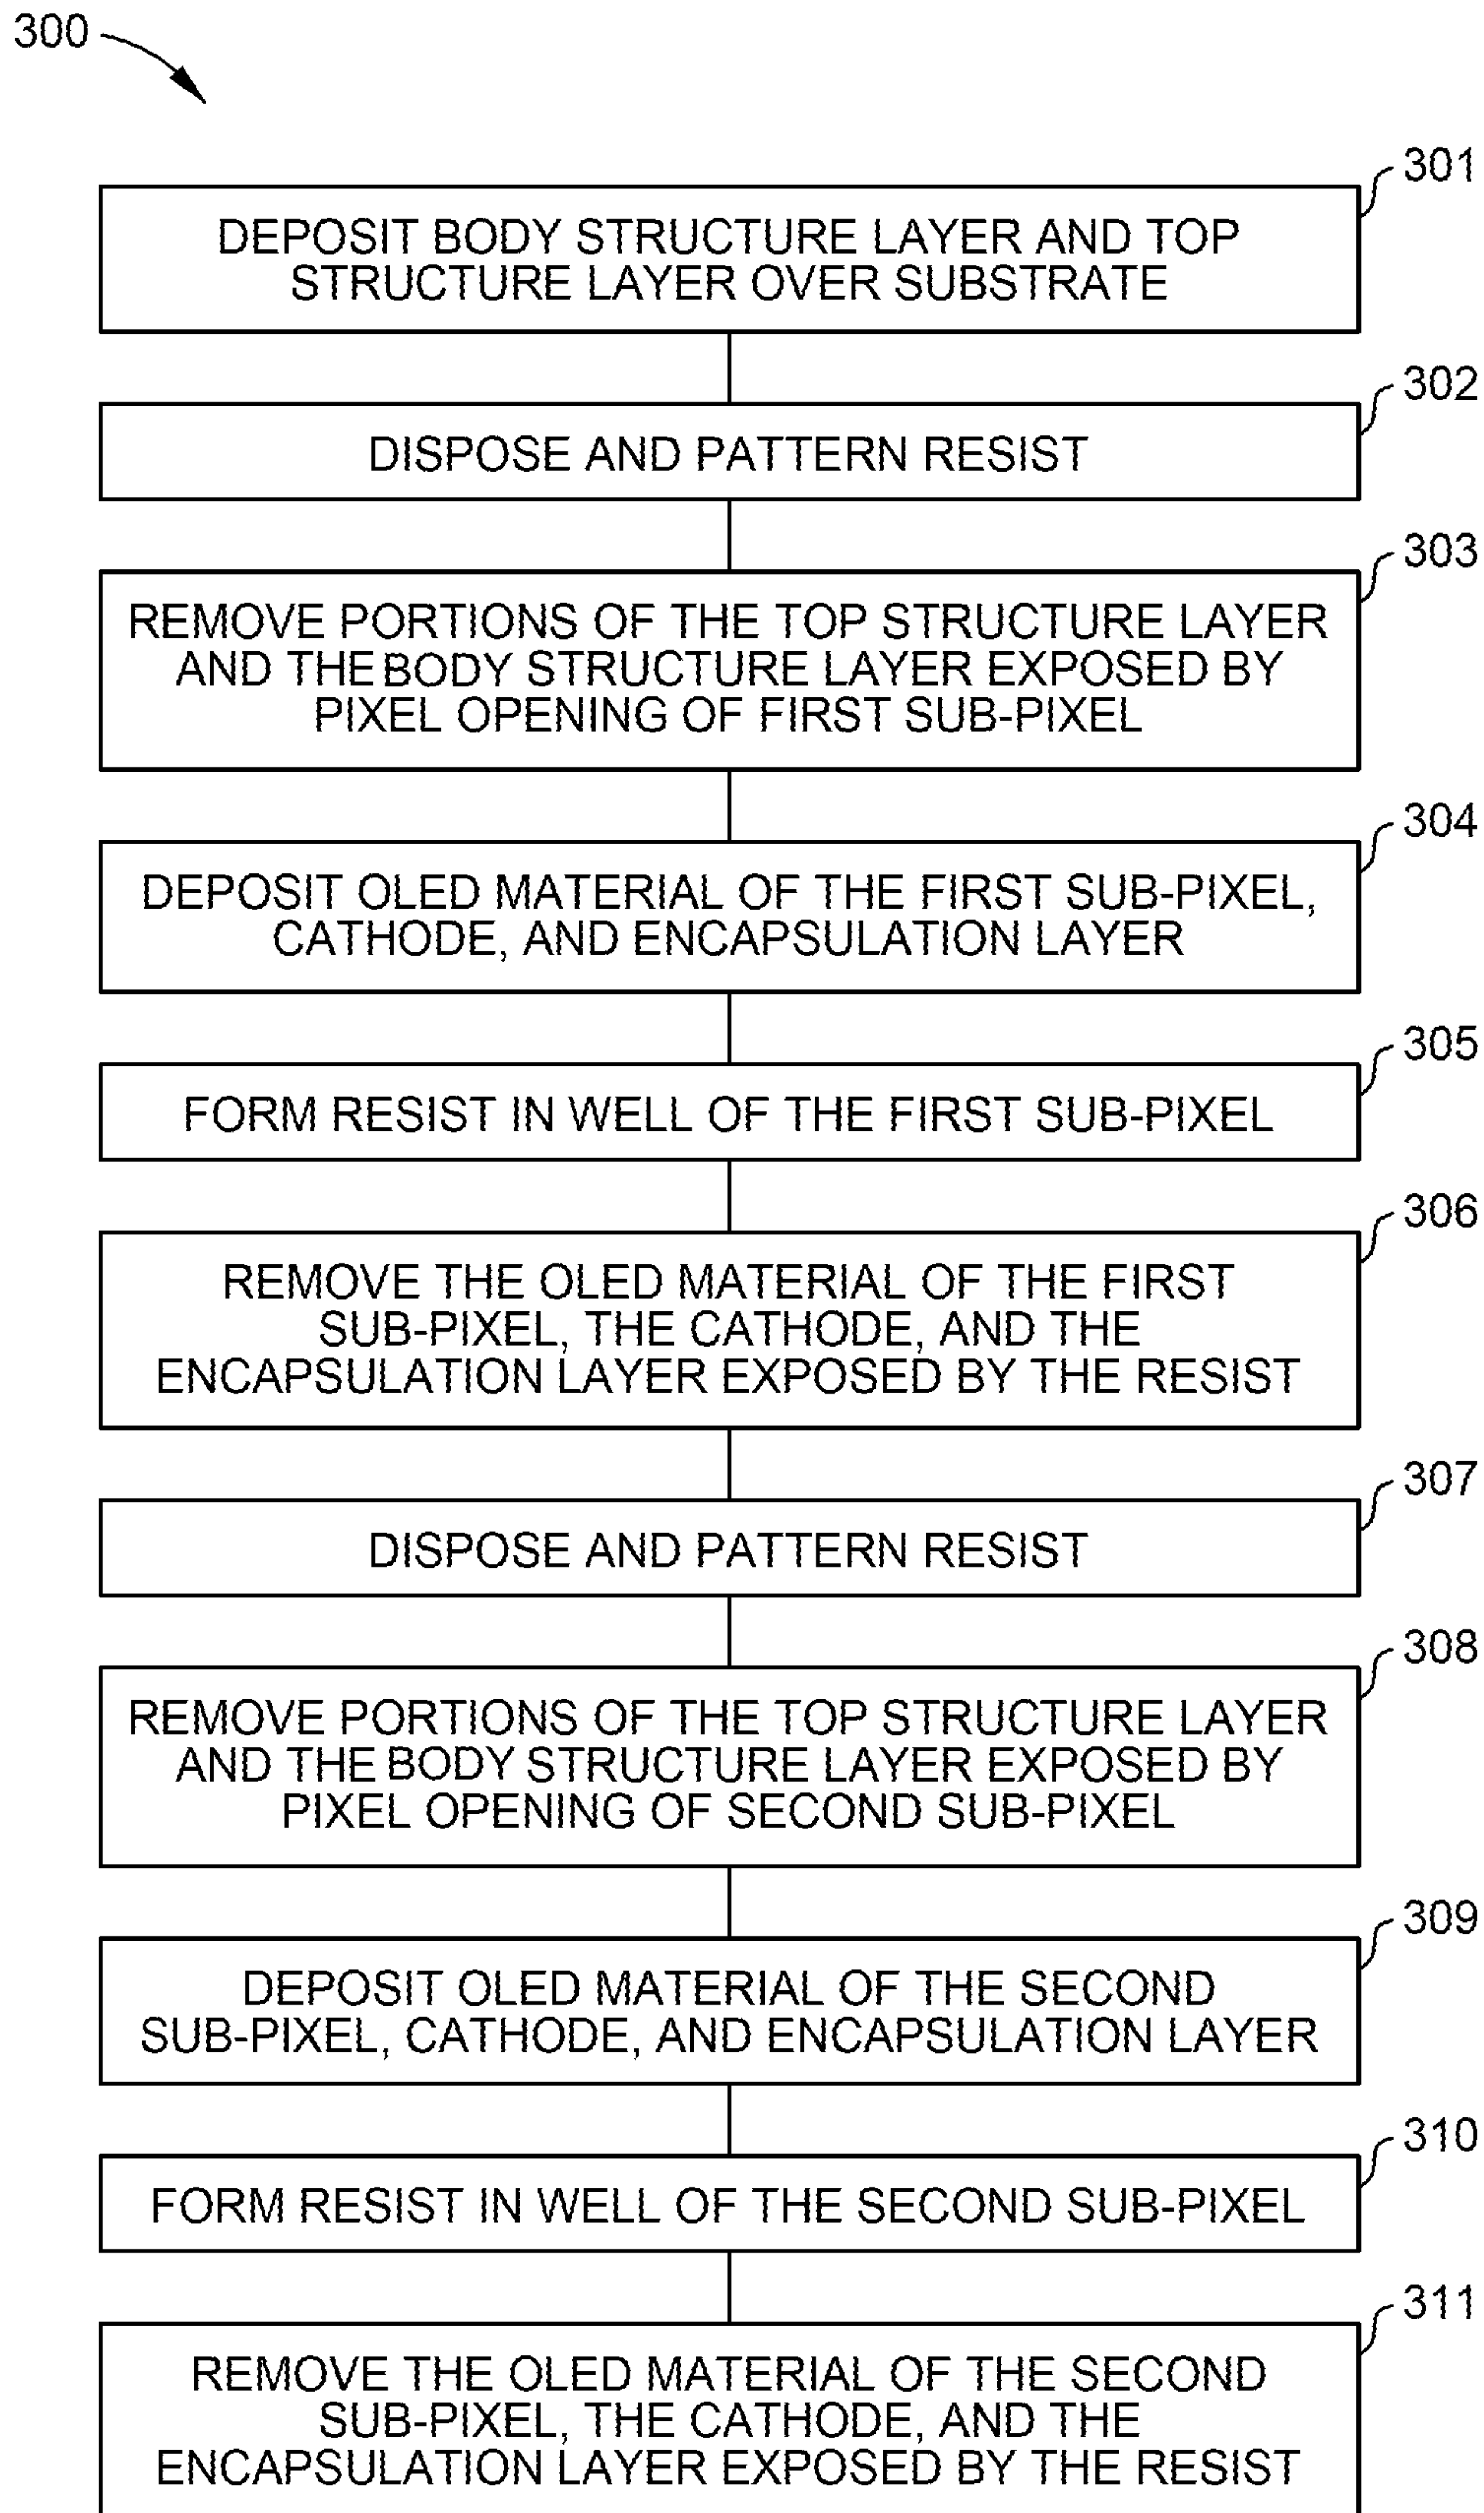 300
301
DEPOSIT BODY STRUCTURE LAYER AND TOP
STRUCTURE LAYER OVER SUBSTRATE
302
DISPOSE AND PATTERN RESIST
303
REMOVE PORTIONS OF THE TOP STRUCTURE LAYER
AND THE BODY STRUCTURE LAYER EXPOSED BY
PIXEL OPENING OF FIRST SUB-PIXEL
304
DEPOSIT OLED MATERIAL OF THE FIRST SUB-PIXEL,
CATHODE, AND ENCAPSULATION LAYER
305
FORM RESIST IN WELL OF THE FIRST SUB-PIXEL
306
REMOVE THE OLED MATERIAL OF THE FIRST
SUB-PIXEL, THE CATHODE, AND THE
ENCAPSULATION LAYER EXPOSED BY THE RESIST
307
DISPOSE AND PATTERN RESIST
308
REMOVE PORTIONS OF THE TOP STRUCTURE LAYER
AND THE BODY STRUCTURE LAYER EXPOSED BY
PIXEL OPENING OF SECOND SUB-PIXEL
309
DEPOSIT OLED MATERIAL OF THE SECOND
SUB-PIXEL, CATHODE, AND ENCAPSULATION LAYER
310
FORM RESIST IN WELL OF THE SECOND SUB-PIXEL
311
REMOVE THE OLED MATERIAL OF THE SECOND
SUB-PIXEL, THE CATHODE, AND THE
ENCAPSULATION LAYER EXPOSED BY THE RESIST